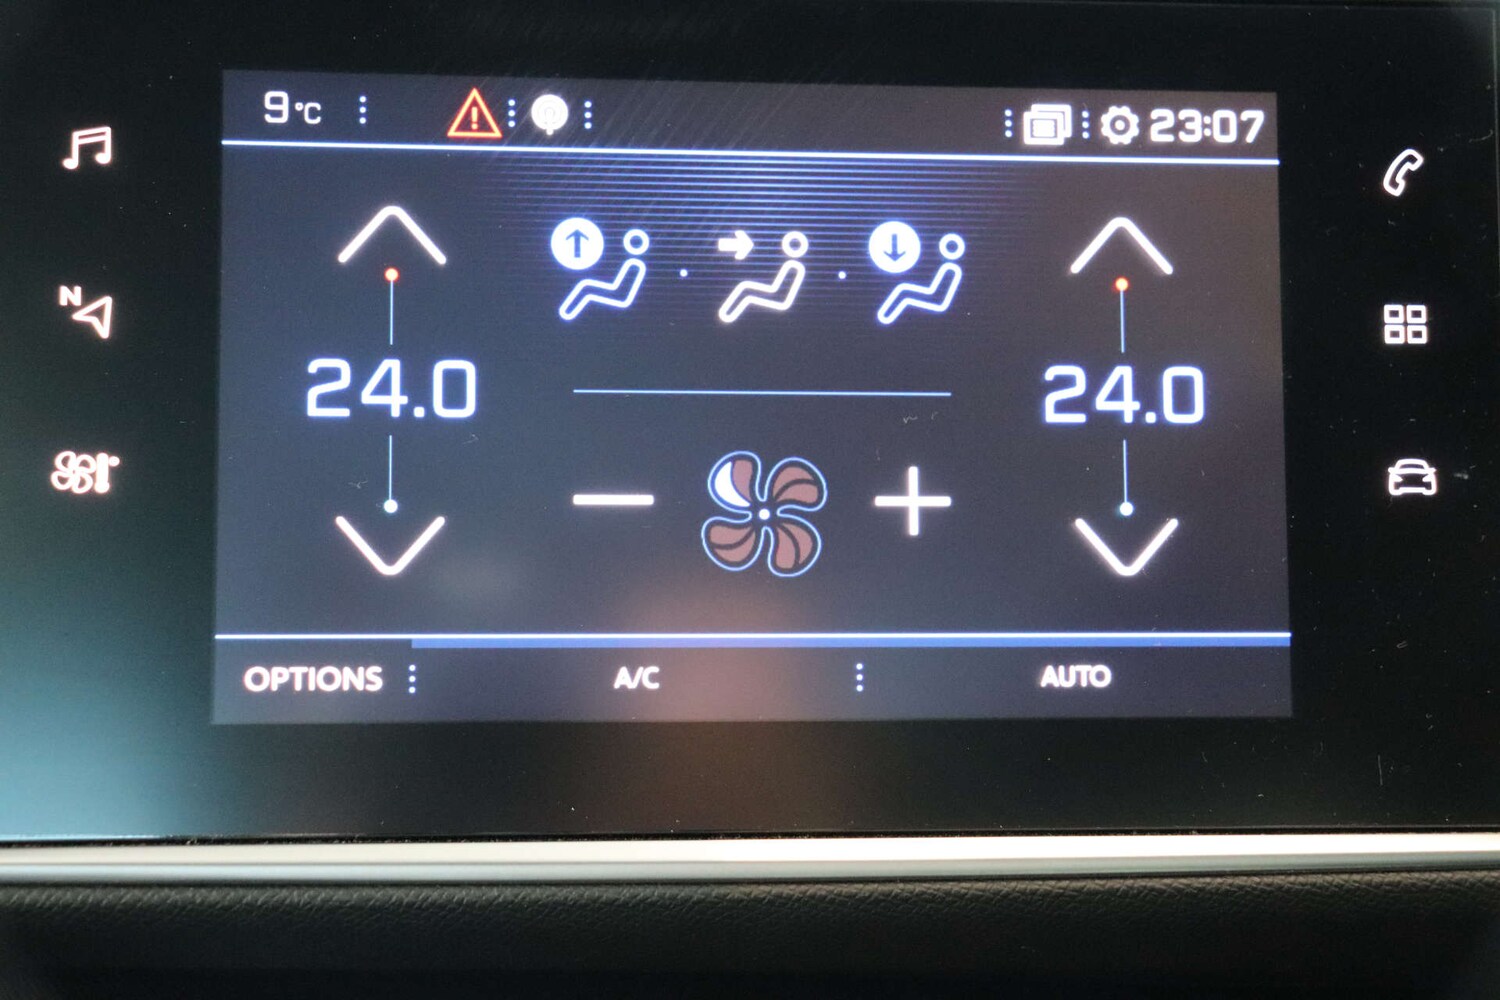 9°C
23:07
N
24.0
24.0
OPTIONS
A/C
AUTO